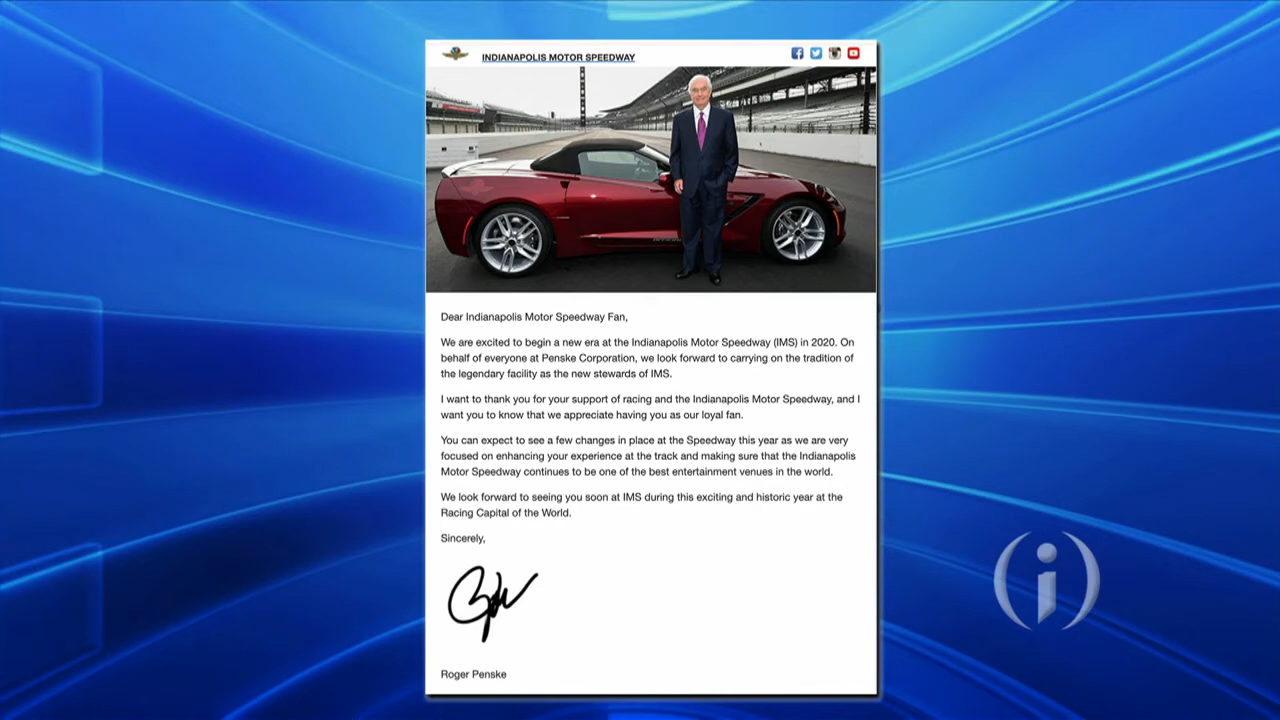 INDIANAPOLIS MOTOR SPEEDWAY
Dear Indianapolis Motor Speedway Fan,
We are excited to begin a new era at the Indianapolis Motor Speedway (IMS) in 2020. On
behalf of everyone at Penske Corporation, we look forward to carrying on the tradition of
the legendary facility as the new stewards of IMS.
I want to thank you for your support of racing and the Indianapolis Motor Speedway, and I
want you to know that we appreciate having you as our loyal fan.
You can expect to see a few changes in place at the Speedway this year as we are very
focused on enhancing your experience at the track and making sure that the Indianapolis
Motor Speedway continues to be one of the best entertainment venues in the world.
We look forward to seeing you soon at IMS during this exciting and historic year at the
Racing Capital of the World.
Sincerely,
Roger Penske
(i)